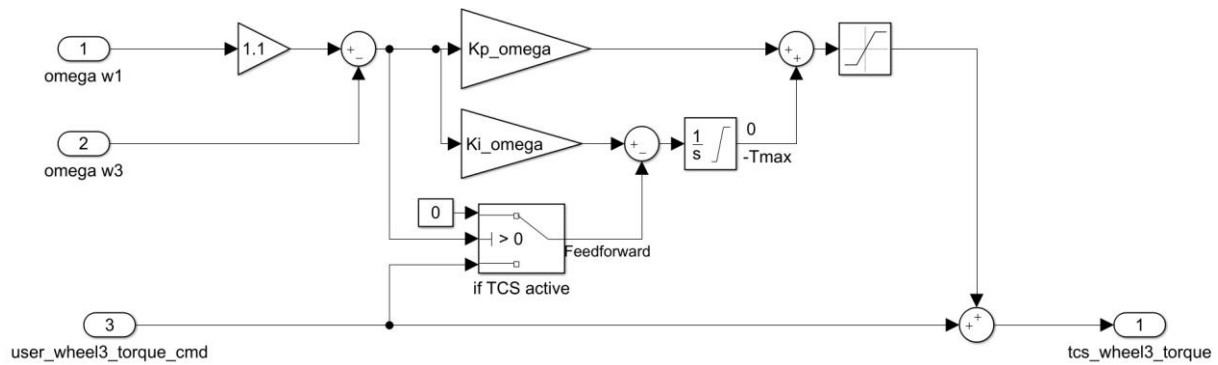 1
omega w1
1.1
+
−
Kp_omega
+
+
2
omega w3
Ki_omega
+
−
1
s
0
-Tmax
0
> 0
Feedforward
if TCS active
3
user_wheel3_torque_cmd
+
+
1
tcs_wheel3_torque